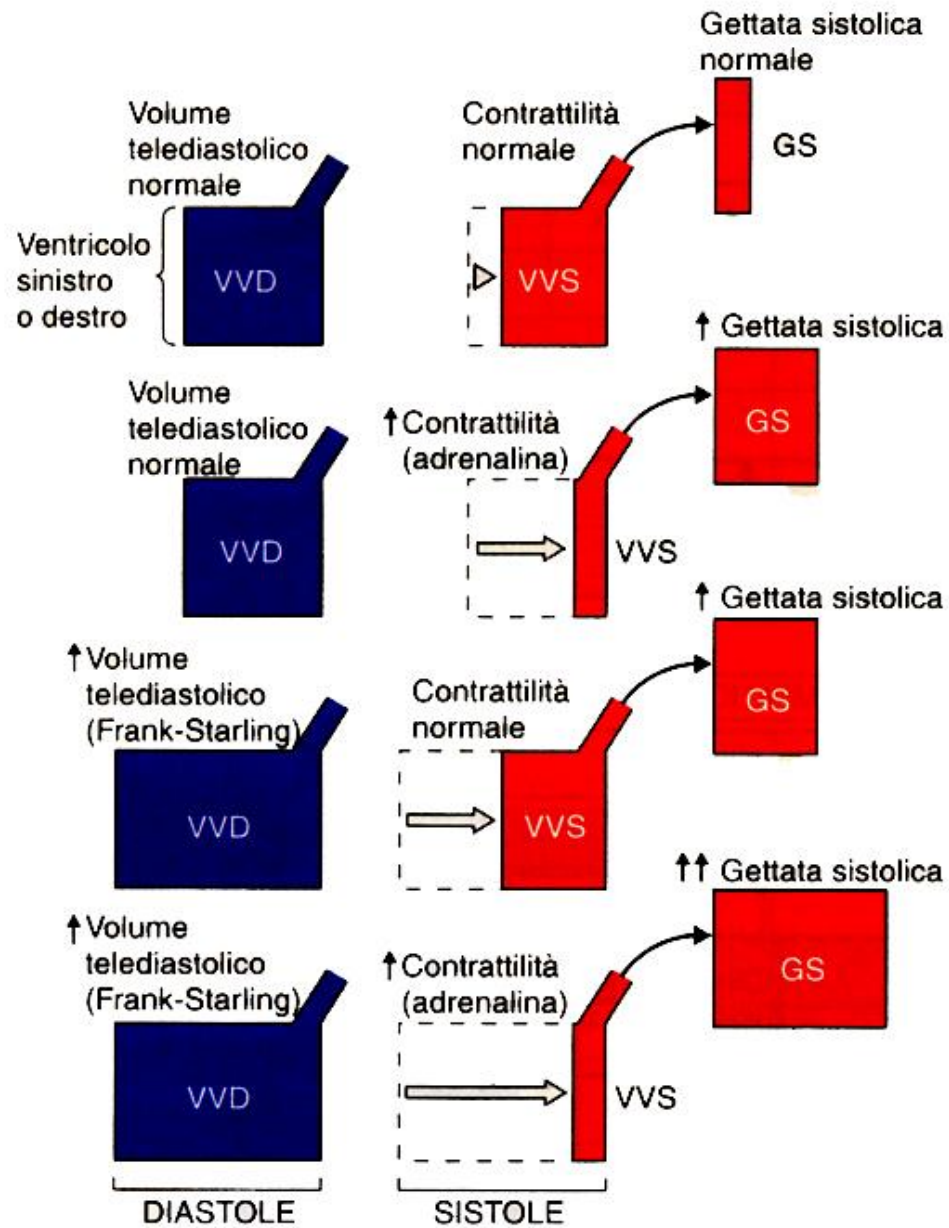 Gettata sistolica
normale
Volume
telediastolico
normale
Contrattilità
normale
GS
Ventricolo
sinistro
o destro
VVD
VVS
Volume
telediastolico
normale
↑ Contrattilità
(adrenalina)
↑ Gettata sistolica
GS
VVD
VVS
↑ Volume
telediastolico
(Frank-Starling)
Contrattilità
normale
↑ Gettata sistolica
GS
VVD
VVS
↑ Volume
telediastolico
(Frank-Starling)
↑ Contrattilità
(adrenalina)
↑↑ Gettata sistolica
GS
VVD
VVS
DIASTOLE
SISTOLE